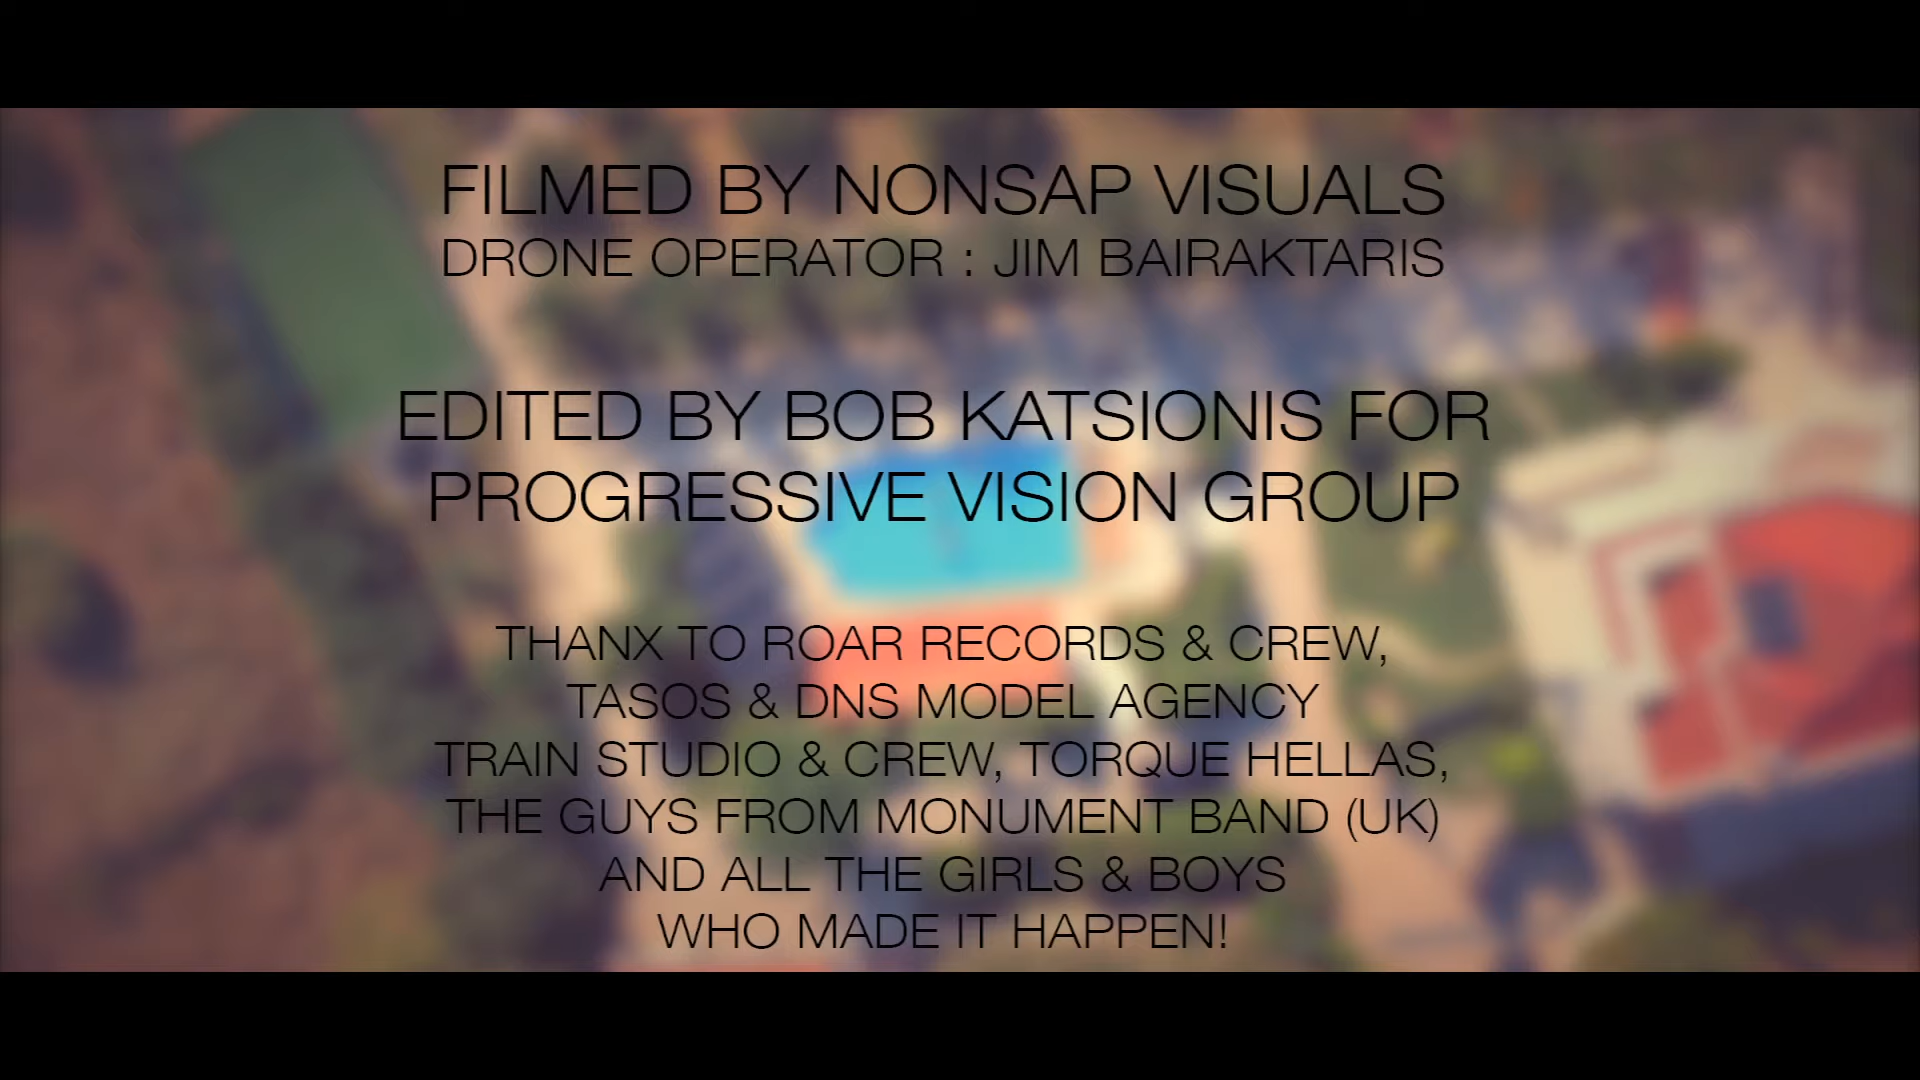 FILMED BY NONSAP VISUALS
DRONE OPERATOR : JIM BAIRAKTARIS
EDITED BY BOB KATSIONIS FOR
PROGRESSIVE VISION GROUP
THANX TO ROAR RECORDS & CREW,
TASOS & DNS MODEL AGENCY
TRAIN STUDIO & CREW, TORQUE HELLAS,
THE GUYS FROM MONUMENT BAND (UK)
AND ALL THE GIRLS & BOYS
WHO MADE IT HAPPEN!